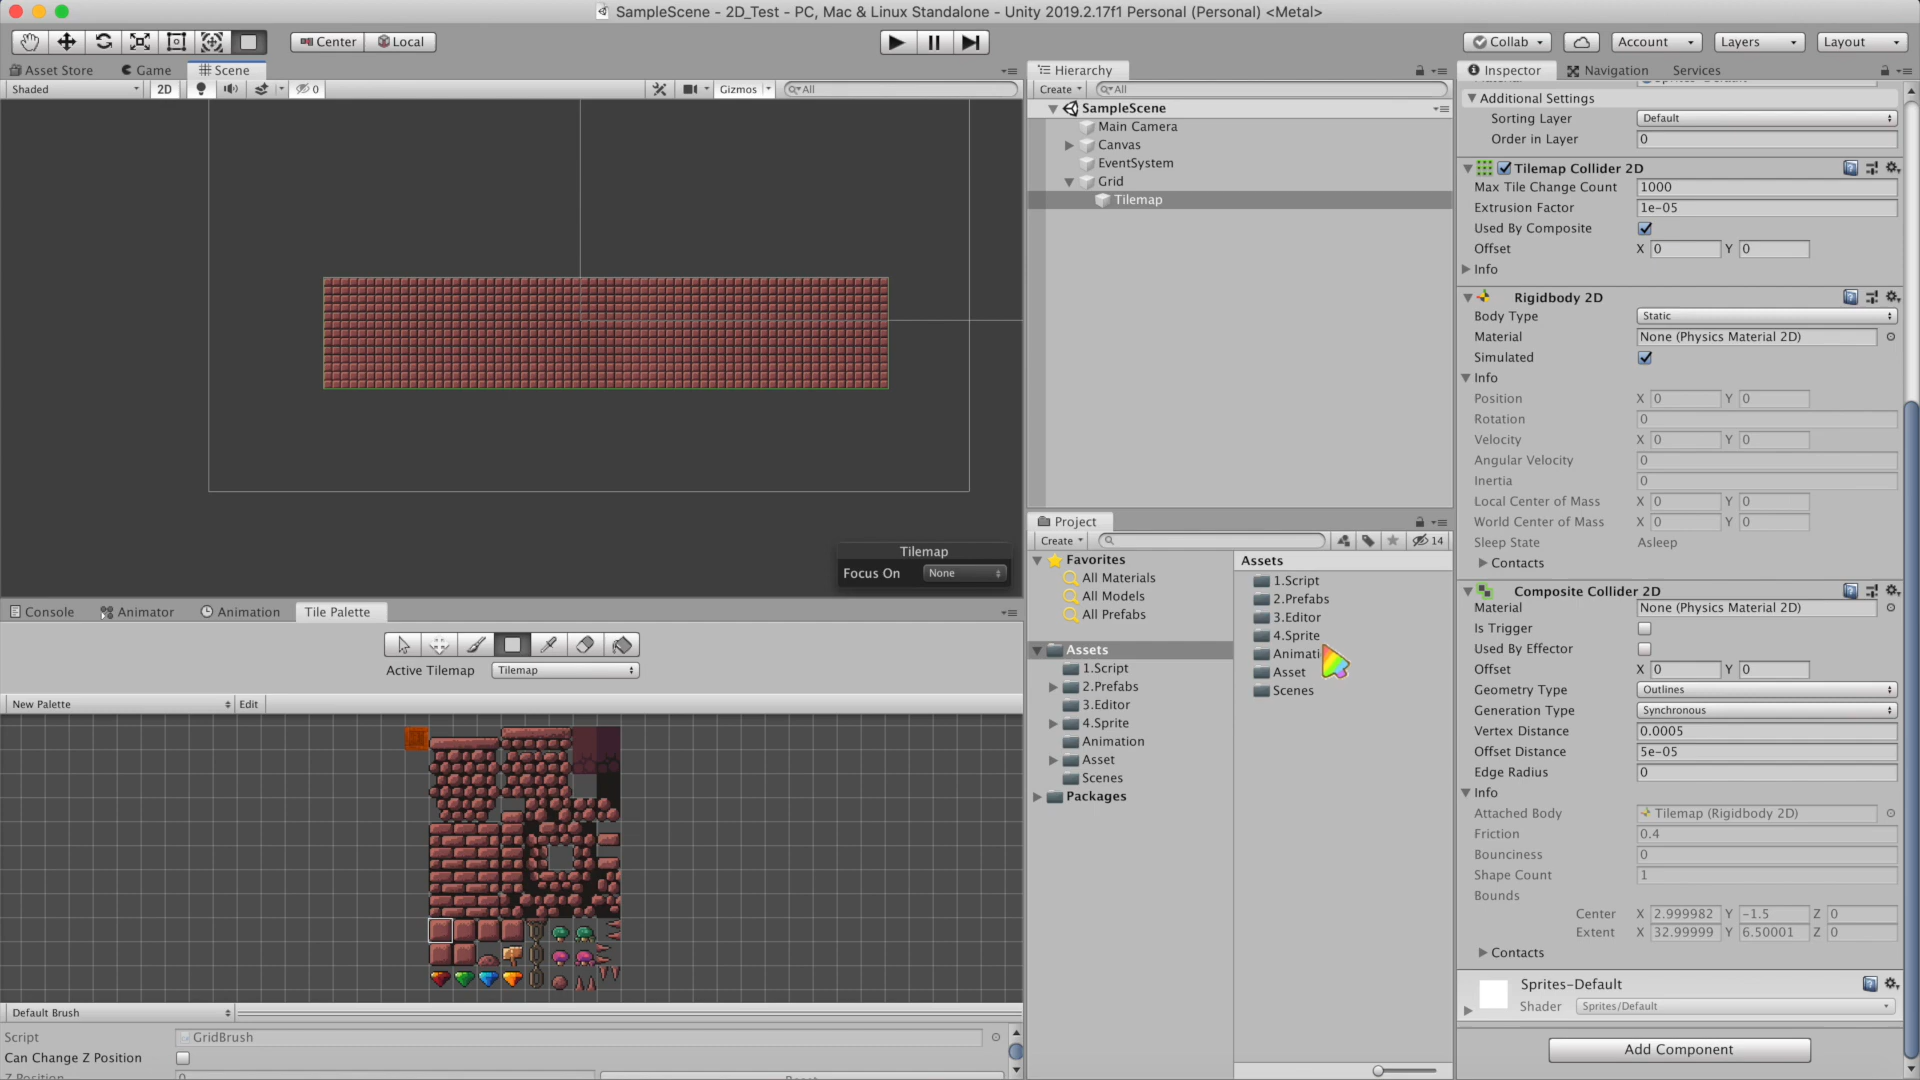 SampleScene - 2D_Test - PC, Mac & Linux Standalone - Unity 2019.2.17f1 Personal (Personal) <Metal>
Center
Local
Collab
Account
Layers
Layout
Asset Store
Game
Scene
Shaded
2D
0
Gizmos
All
Tilemap
Focus On
None
Hierarchy
Create
All
SampleScene
Main Camera
Canvas
EventSystem
Grid
Tilemap
Project
Create
14
Favorites
All Materials
All Models
All Prefabs
Assets
1.Script
2.Prefabs
3.Editor
4.Sprite
Animation
Asset
Scenes
Packages
Assets
1.Script
2.Prefabs
3.Editor
4.Sprite
Animati
Asset
Scenes
Console
Animator
Animation
Tile Palette
Active Tilemap
Tilemap
New Palette
Edit
Default Brush
Script
GridBrush
Can Change Z Position
Z Position
Inspector
Navigation
Services
Additional Settings
Sorting Layer
Default
Order in Layer
0
Tilemap Collider 2D
Max Tile Change Count
1000
Extrusion Factor
1e-05
Used By Composite
Offset
X 0 Y 0
Info
Rigidbody 2D
Body Type
Static
Material
None (Physics Material 2D)
Simulated
Info
Position
X 0 Y 0
Rotation
0
Velocity
X 0 Y 0
Angular Velocity
0
Inertia
0
Local Center of Mass
X 0 Y 0
World Center of Mass
X 0 Y 0
Sleep State
Asleep
Contacts
Composite Collider 2D
Material
None (Physics Material 2D)
Is Trigger
Used By Effector
Offset
X 0 Y 0
Geometry Type
Outlines
Generation Type
Synchronous
Vertex Distance
0.0005
Offset Distance
5e-05
Edge Radius
0
Info
Attached Body
Tilemap (Rigidbody 2D)
Friction
0.4
Bounciness
0
Shape Count
1
Bounds
Center
X 2.999982 Y -1.5 Z 0
Extent
X 32.99999 Y 6.50001 Z 0
Contacts
Sprites-Default
Shader
Sprites/Default
Add Component